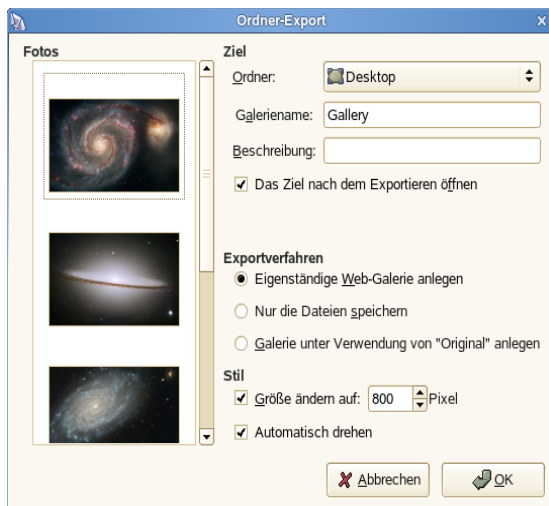 Ordner-Export
Fotos
Ziel
Ordner: Desktop
Galeriename: Gallery
Beschreibung:
Das Ziel nach dem Exportieren öffnen
Exportverfahren
Eigenständige Web-Galerie anlegen
Nur die Dateien speichern
Galerie unter Verwendung von "Original" anlegen
Stil
Größe ändern auf: 800 Pixel
Automatisch drehen
Abbrechen OK